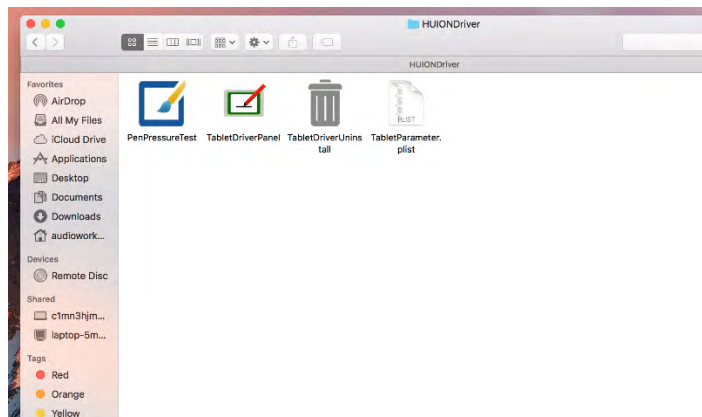 HUIONDriver
HUIONDriver
Favorites
AirDrop
All My Files
iCloud Drive
Applications
Desktop
Documents
Downloads
audiowork...
Devices
Remote Disc
Shared
c1mn3hjm...
laptop-5m...
Tags
Red
Orange
Yellow
PenPressureTest
TabletDriverPanel
TabletDriverUnins
tall
PLIST
TabletParameter.
plist